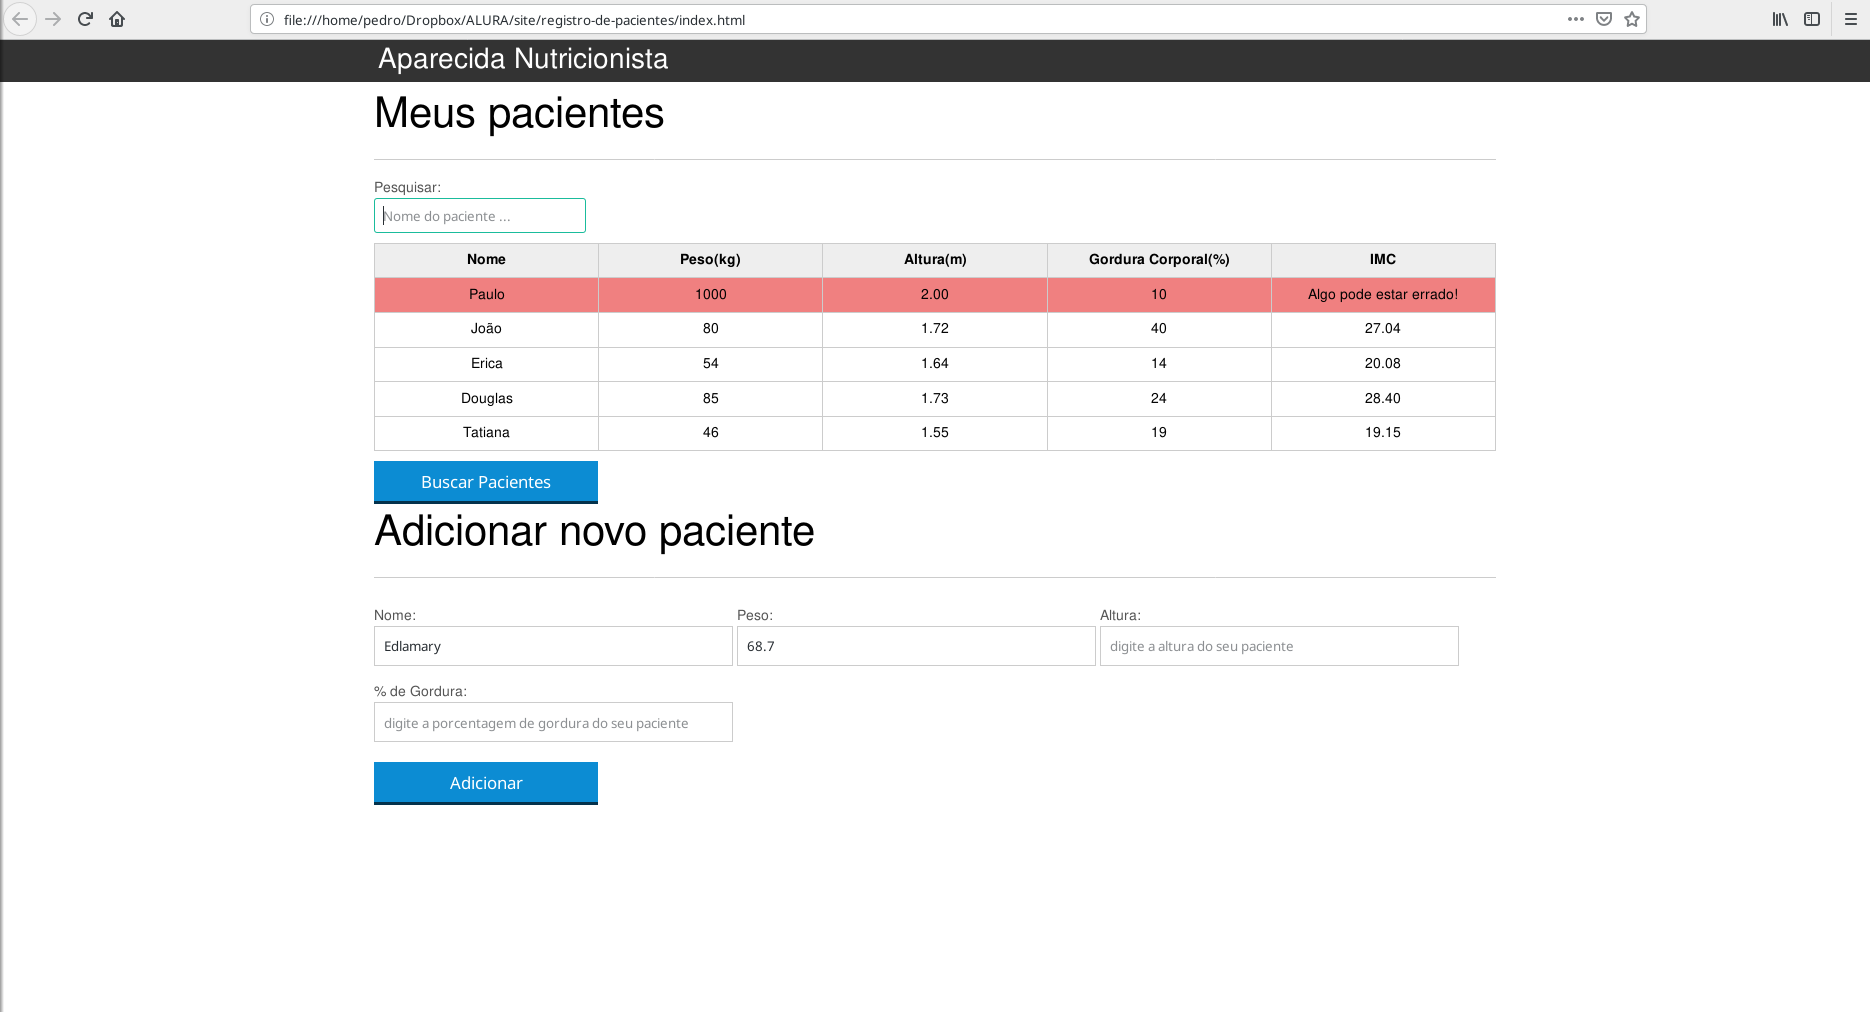 file:///home/pedro/Dropbox/ALURA/site/registro-de-pacientes/index.html
Aparecida Nutricionista
Meus pacientes
Pesquisar:
Nome do paciente ...
Nome Peso(kg) Altura(m) Gordura Corporal(%) IMC
Paulo 1000 2.00 10 Algo pode estar errado!
João 80 1.72 40 27.04
Erica 54 1.64 14 20.08
Douglas 85 1.73 24 28.40
Tatiana 46 1.55 19 19.15
Buscar Pacientes
Adicionar novo paciente
Nome: Peso: Altura:
Edlamary 68.7 digite a altura do seu paciente
% de Gordura:
digite a porcentagem de gordura do seu paciente
Adicionar